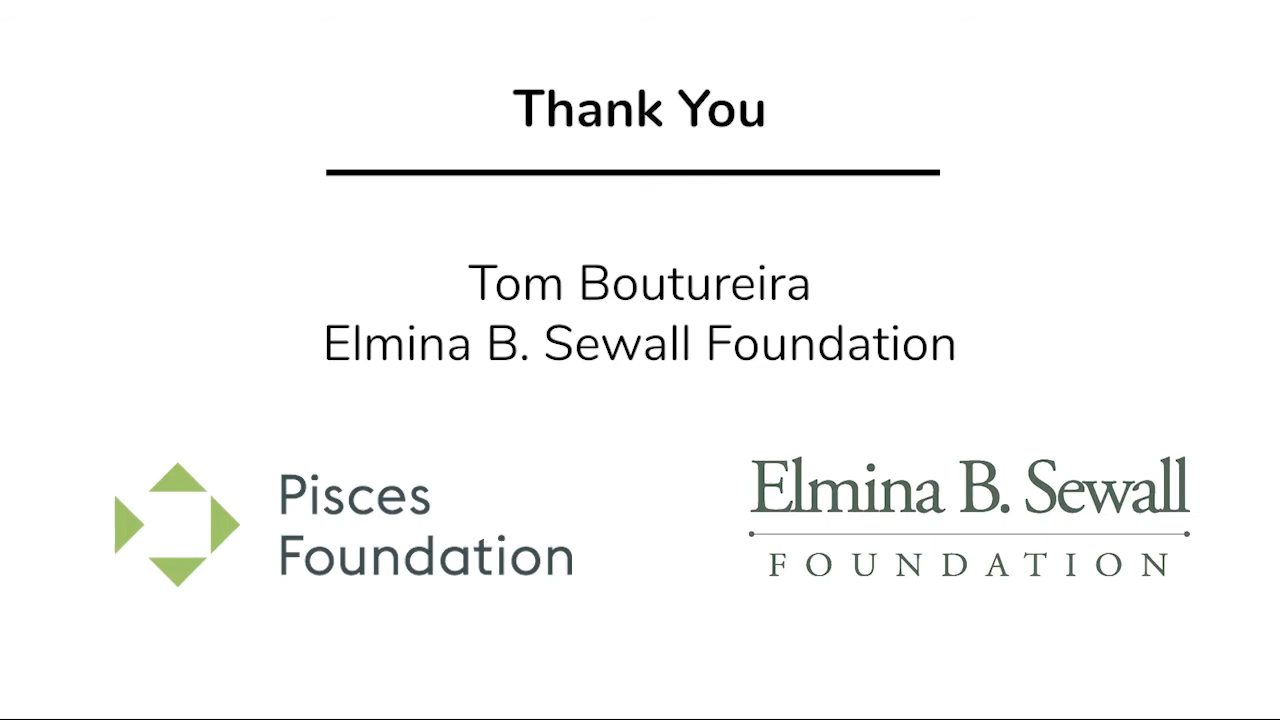 Thank You
Tom Boutureira
Elmina B. Sewall Foundation
Pisces
Foundation
Elmina B. Sewall
FOUNDATION